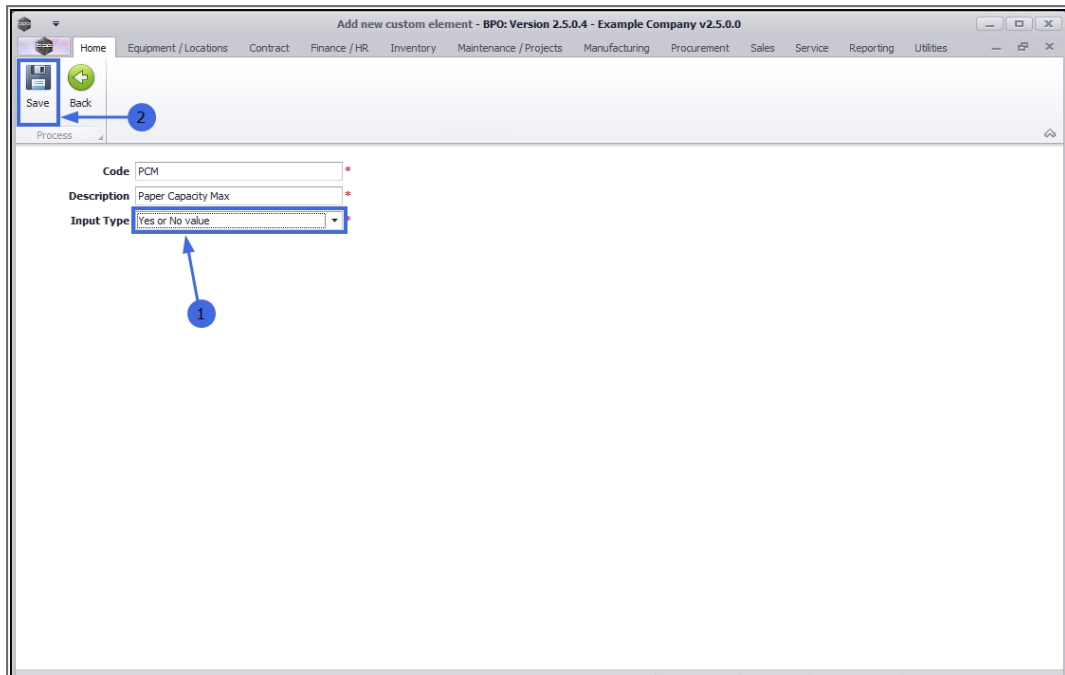 Add new custom element - BPO: Version 2.5.0.4 - Example Company v2.5.0.0
Home Equipment / Locations Contract Finance / HR Inventory Maintenance / Projects Manufacturing Procurement Sales Service Reporting Utilities
Save Back
2
Process
Code PCM *
Description Paper Capacity Max *
Input Type Yes or No value *
1